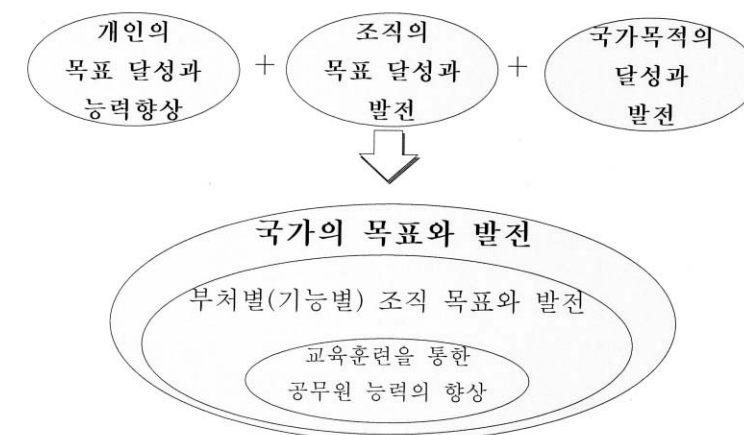 개인의
목표 달성과
능력향상
+
조직의
목표 달성과
발전
+
국가목적의
달성과
발전
국가의 목표와 발전
부처별(기능별) 조직 목표와 발전
교육훈련을 통한
공무원 능력의 향상